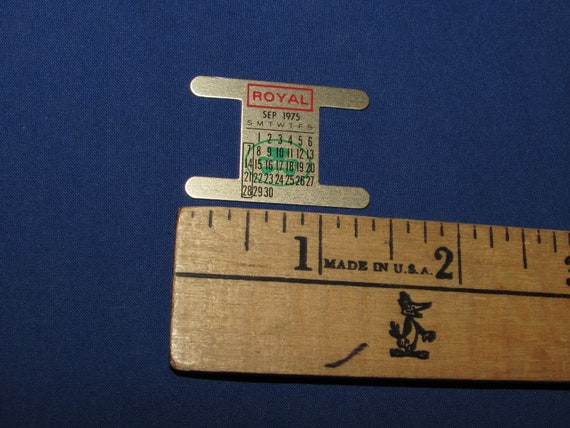 ROYAL
SEP 1975
S M T W T F S
1 2 3 4 5 6
7 8 9 10 11 12 13
14 15 16 17 18 19 20
21 22 23 24 25 26 27
28 29 30
1 MADE IN U.S.A. 2 3